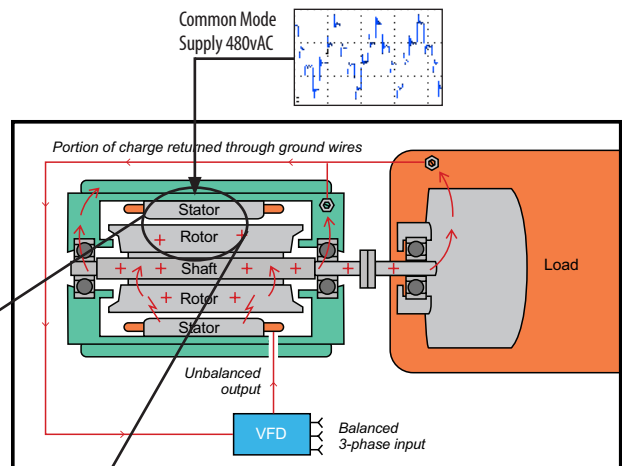 Common Mode
Supply 480vAC
Portion of charge returned through ground wires
Stator
Rotor
Shaft
Load
Rotor
Stator
Unbalanced
output
VFD
Balanced
3-phase input